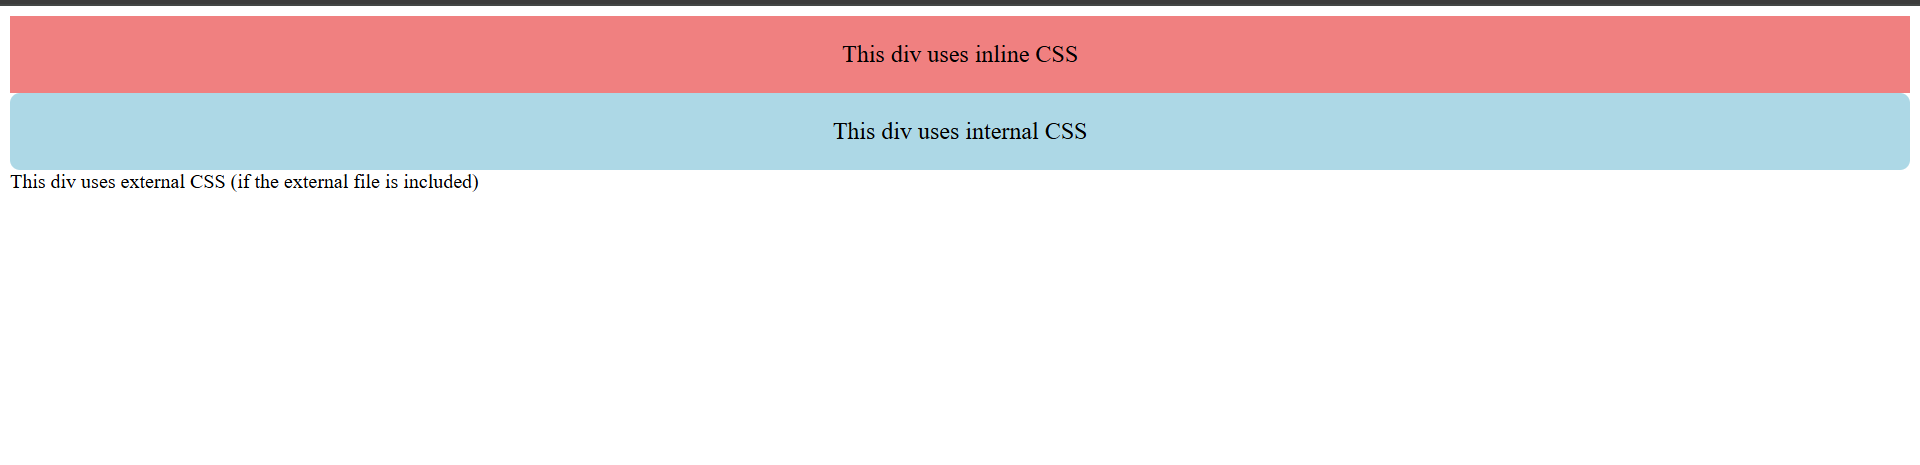 This div uses inline CSS
This div uses internal CSS
This div uses external CSS (if the external file is included)